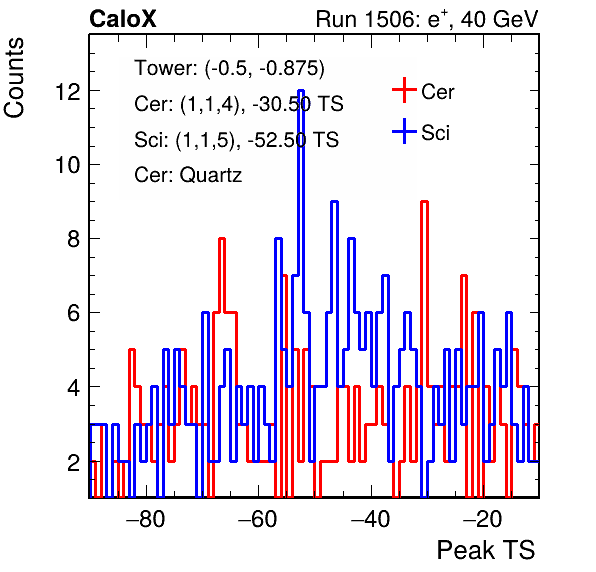 CaloX Run 1506: e+, 40 GeV
Counts
Tower: (-0.5, -0.875)
Cer: (1,1,4), -30.50 TS
Sci: (1,1,5), -52.50 TS
Cer: Quartz
Cer
Sci
12
10
8
6
4
2
−80 −60 −40 −20
Peak TS